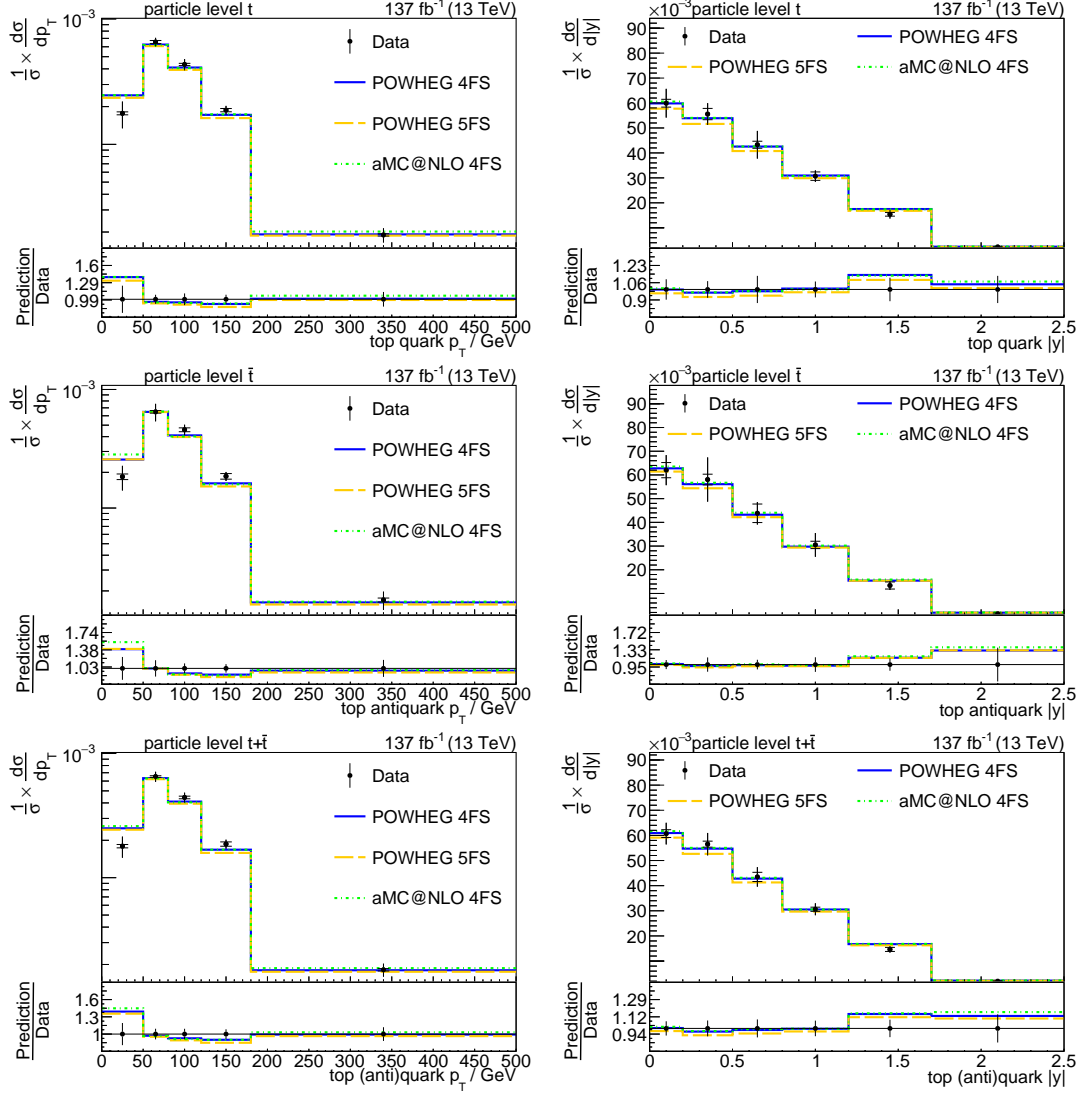 particle level t 137 fb⁻¹ (13 TeV)
10⁻³
1/σ × dσ/dp_T
Data
POWHEG 4FS
POWHEG 5FS
aMC@NLO 4FS
Prediction
Data
1.6
1.29
0.99
0 50 100 150 200 250 300 350 400 450 500
top quark p_T / GeV
×10⁻³ particle level t 137 fb⁻¹ (13 TeV)
1/σ × dσ/d|y|
Data POWHEG 4FS
POWHEG 5FS aMC@NLO 4FS
90
80
70
60
50
40
30
20
Prediction
Data
1.23
1.06
0.9
0 0.5 1 1.5 2 2.5
top quark |y|
particle level t̄ 137 fb⁻¹ (13 TeV)
10⁻³
1/σ × dσ/dp_T
Data
POWHEG 4FS
POWHEG 5FS
aMC@NLO 4FS
Prediction
Data
1.74
1.38
1.03
0 50 100 150 200 250 300 350 400 450 500
top antiquark p_T / GeV
×10⁻³ particle level t̄ 137 fb⁻¹ (13 TeV)
1/σ × dσ/d|y|
Data POWHEG 4FS
POWHEG 5FS aMC@NLO 4FS
90
80
70
60
50
40
30
20
Prediction
Data
1.72
1.33
0.95
0 0.5 1 1.5 2 2.5
top antiquark |y|
particle level t+t̄ 137 fb⁻¹ (13 TeV)
10⁻³
1/σ × dσ/dp_T
Data
POWHEG 4FS
POWHEG 5FS
aMC@NLO 4FS
Prediction
Data
1.6
1.3
1
0 50 100 150 200 250 300 350 400 450 500
top (anti)quark p_T / GeV
×10⁻³ particle level t+t̄ 137 fb⁻¹ (13 TeV)
1/σ × dσ/d|y|
Data POWHEG 4FS
POWHEG 5FS aMC@NLO 4FS
90
80
70
60
50
40
30
20
Prediction
Data
1.29
1.12
0.94
0 0.5 1 1.5 2 2.5
top (anti)quark |y|